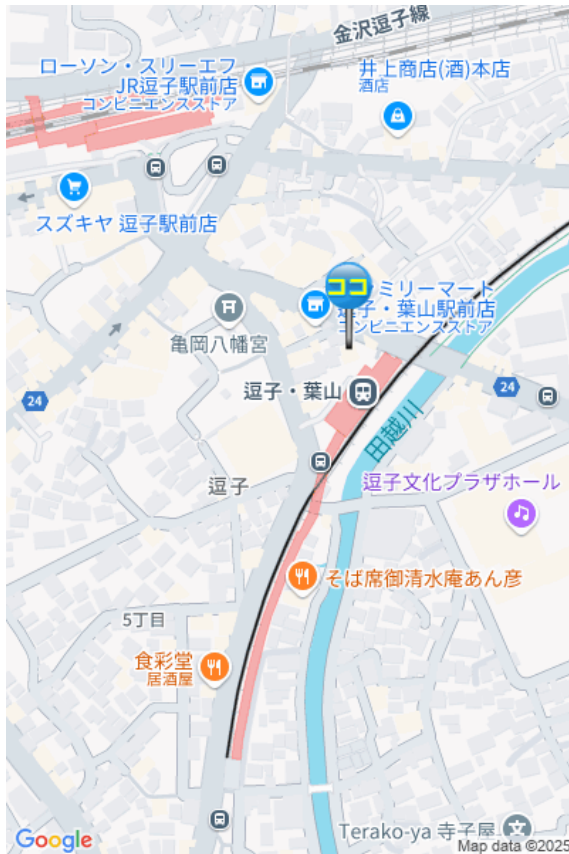 金沢逗子線
ローソン・スリーエフ
JR逗子駅前店
コンビニエンスストア
井上商店(酒)本店
酒店
スズキヤ 逗子駅前店
ココ
ミリーマート
逗子・葉山駅前店
コンビニエンスストア
亀岡八幡宮
24
逗子・葉山
24
田越川
逗子
逗子文化プラザホール
そば席御清水庵あん彦
5丁目
食彩堂
居酒屋
Terako-ya 寺子屋
Google
Map data ©2025